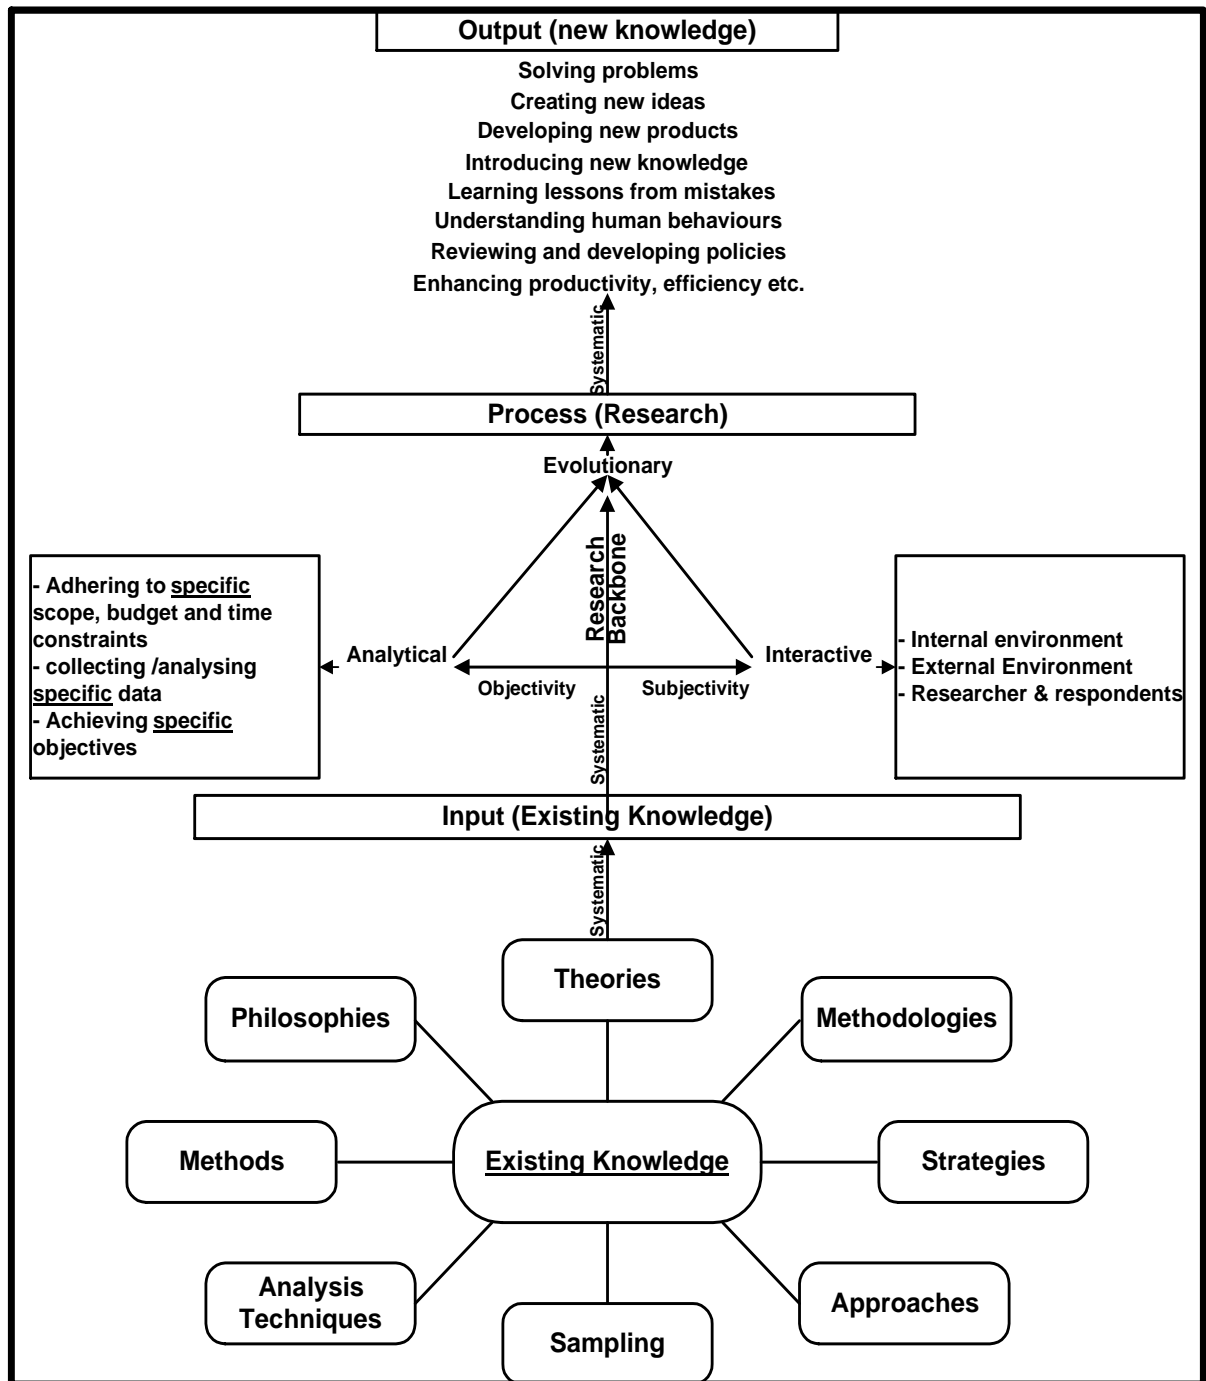 Output (new knowledge)
Solving problems
Creating new ideas
Developing new products
Introducing new knowledge
Learning lessons from mistakes
Understanding human behaviours
Reviewing and developing policies
Enhancing productivity, efficiency etc.
Systematic
Process (Research)
Evolutionary
Research
Backbone
- Adhering to specific
scope, budget and time
constraints
- collecting /analysing
specific data
- Achieving specific
objectives
Analytical
Objectivity
Subjectivity
Interactive
- Internal environment
- External Environment
- Researcher & respondents
Systematic
Input (Existing Knowledge)
Systematic
Theories
Philosophies
Methodologies
Methods
Existing Knowledge
Strategies
Analysis
Techniques
Approaches
Sampling